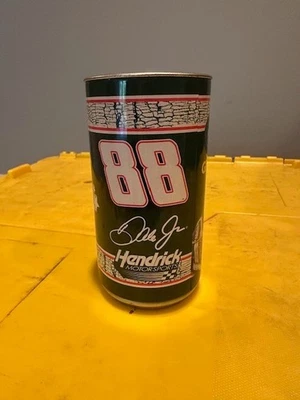 88
Dale Jr.
Hendrick
MOTORSPORTS